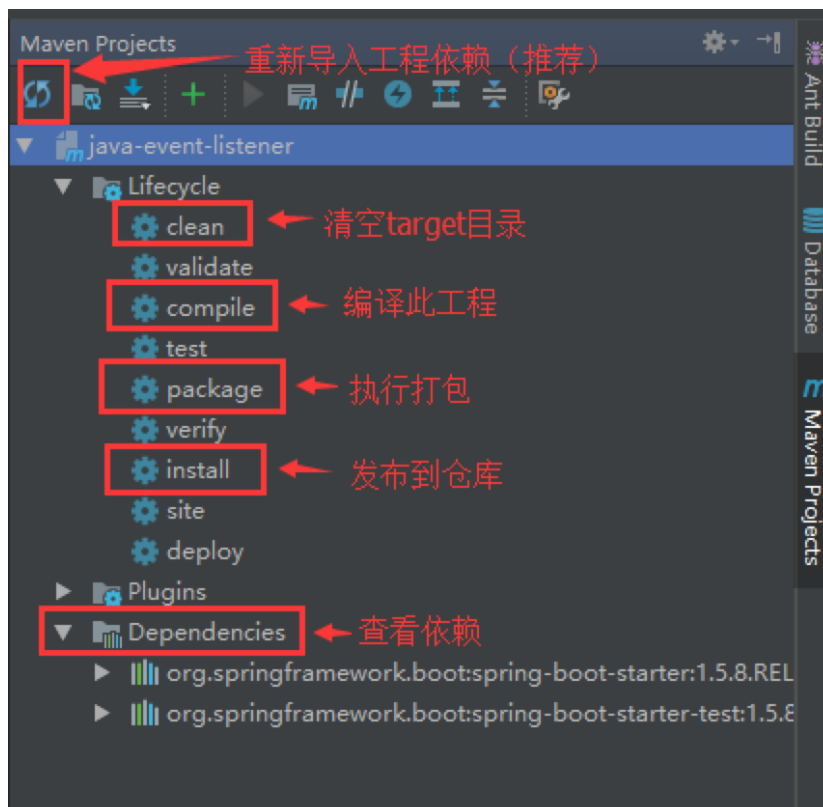 Maven Projects
重新导入工程依赖（推荐）
java-event-listener
Lifecycle
clean
清空target目录
validate
compile
编译此工程
test
package
执行打包
verify
install
发布到仓库
site
deploy
Plugins
Dependencies
查看依赖
org.springframework.boot:spring-boot-starter:1.5.8.REL
org.springframework.boot:spring-boot-starter-test:1.5.8
Ant Build
Database
Maven Projects